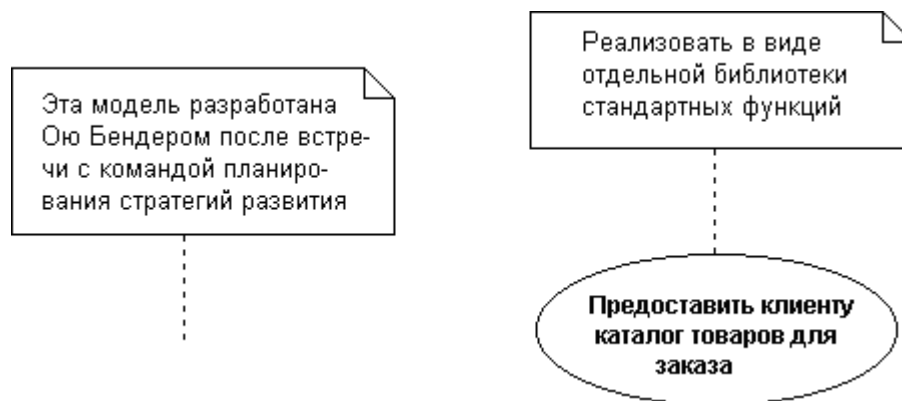 Эта модель разработана
Ою Бендером после встре-
чи с командой планиро-
вания стратегий развития
Реализовать в виде
отдельной библиотеки
стандартных функций
Предоставить клиенту
каталог товаров для
заказа